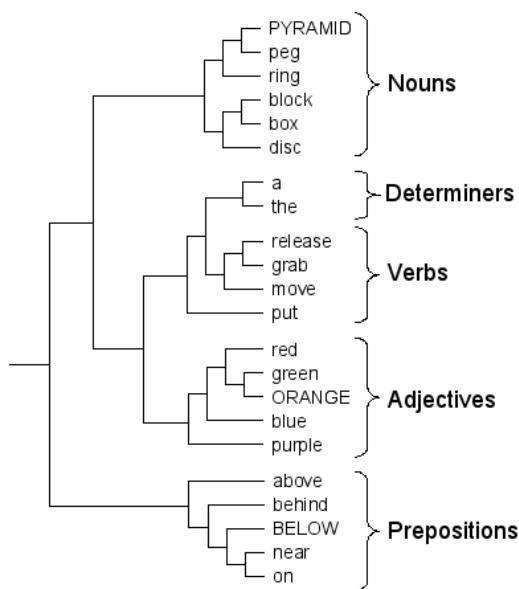 PYRAMID
peg
ring
block
box
disc
Nouns
a
the
Determiners
release
grab
move
put
Verbs
red
green
ORANGE
blue
purple
Adjectives
above
behind
BELOW
near
on
Prepositions